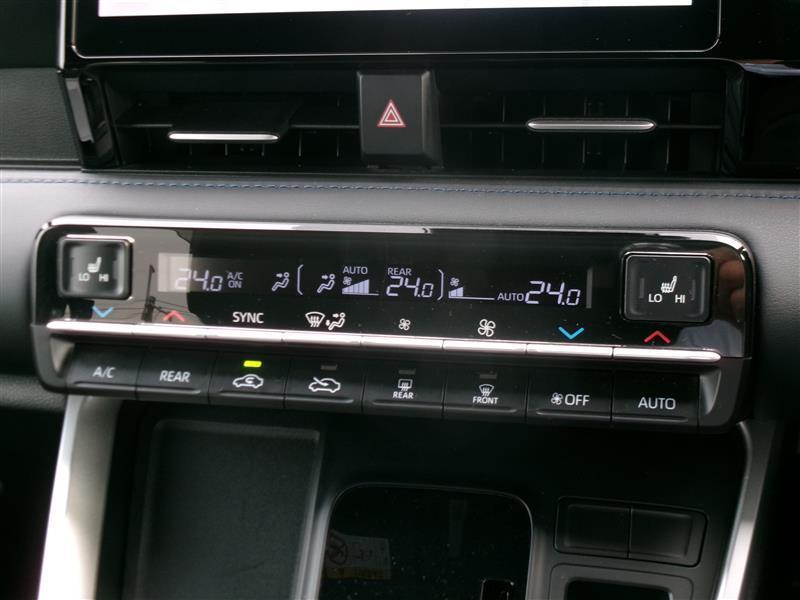 LO HI
24.0 A/C ON
AUTO
REAR
24.0
AUTO 24.0
LO HI
SYNC
A/C
REAR
REAR
FRONT
OFF
AUTO